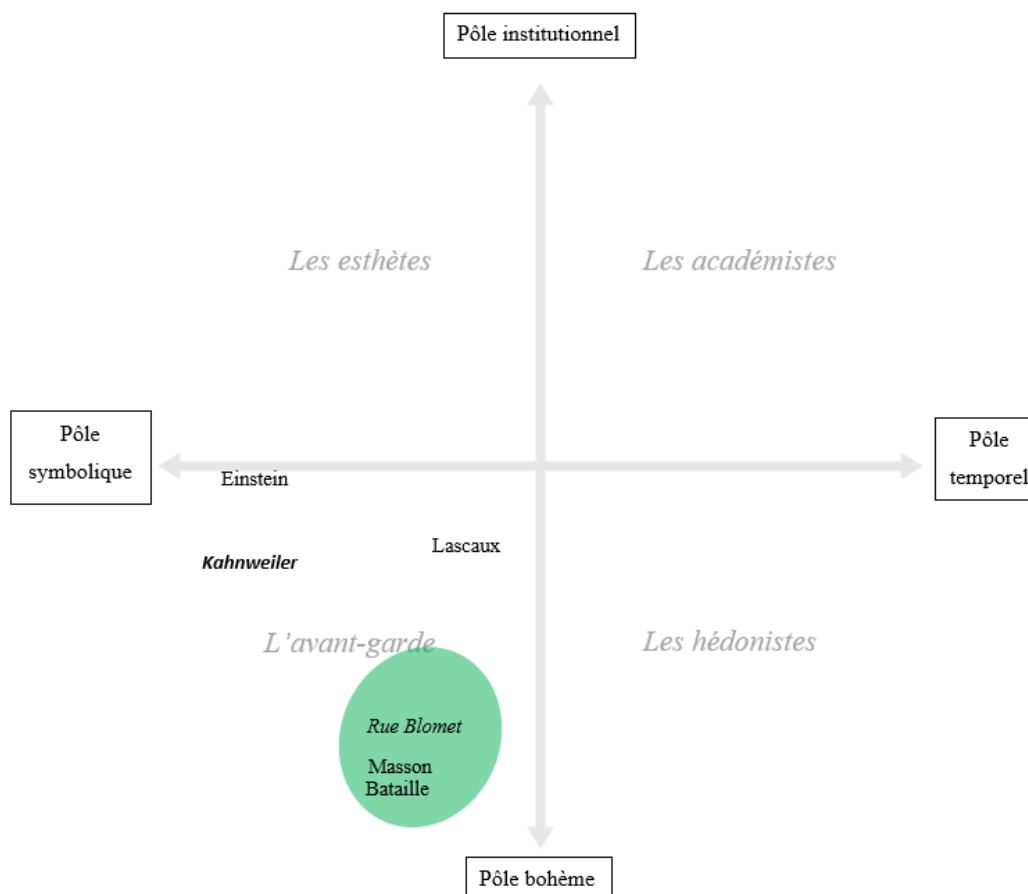 Pôle institutionnel
Les esthètes
Les académistes
Pôle
symbolique
Pôle
temporel
Einstein
Lascaux
Kahnweiler
L'avant-garde
Les hédonistes
Rue Blomet
Masson
Bataille
Pôle bohème